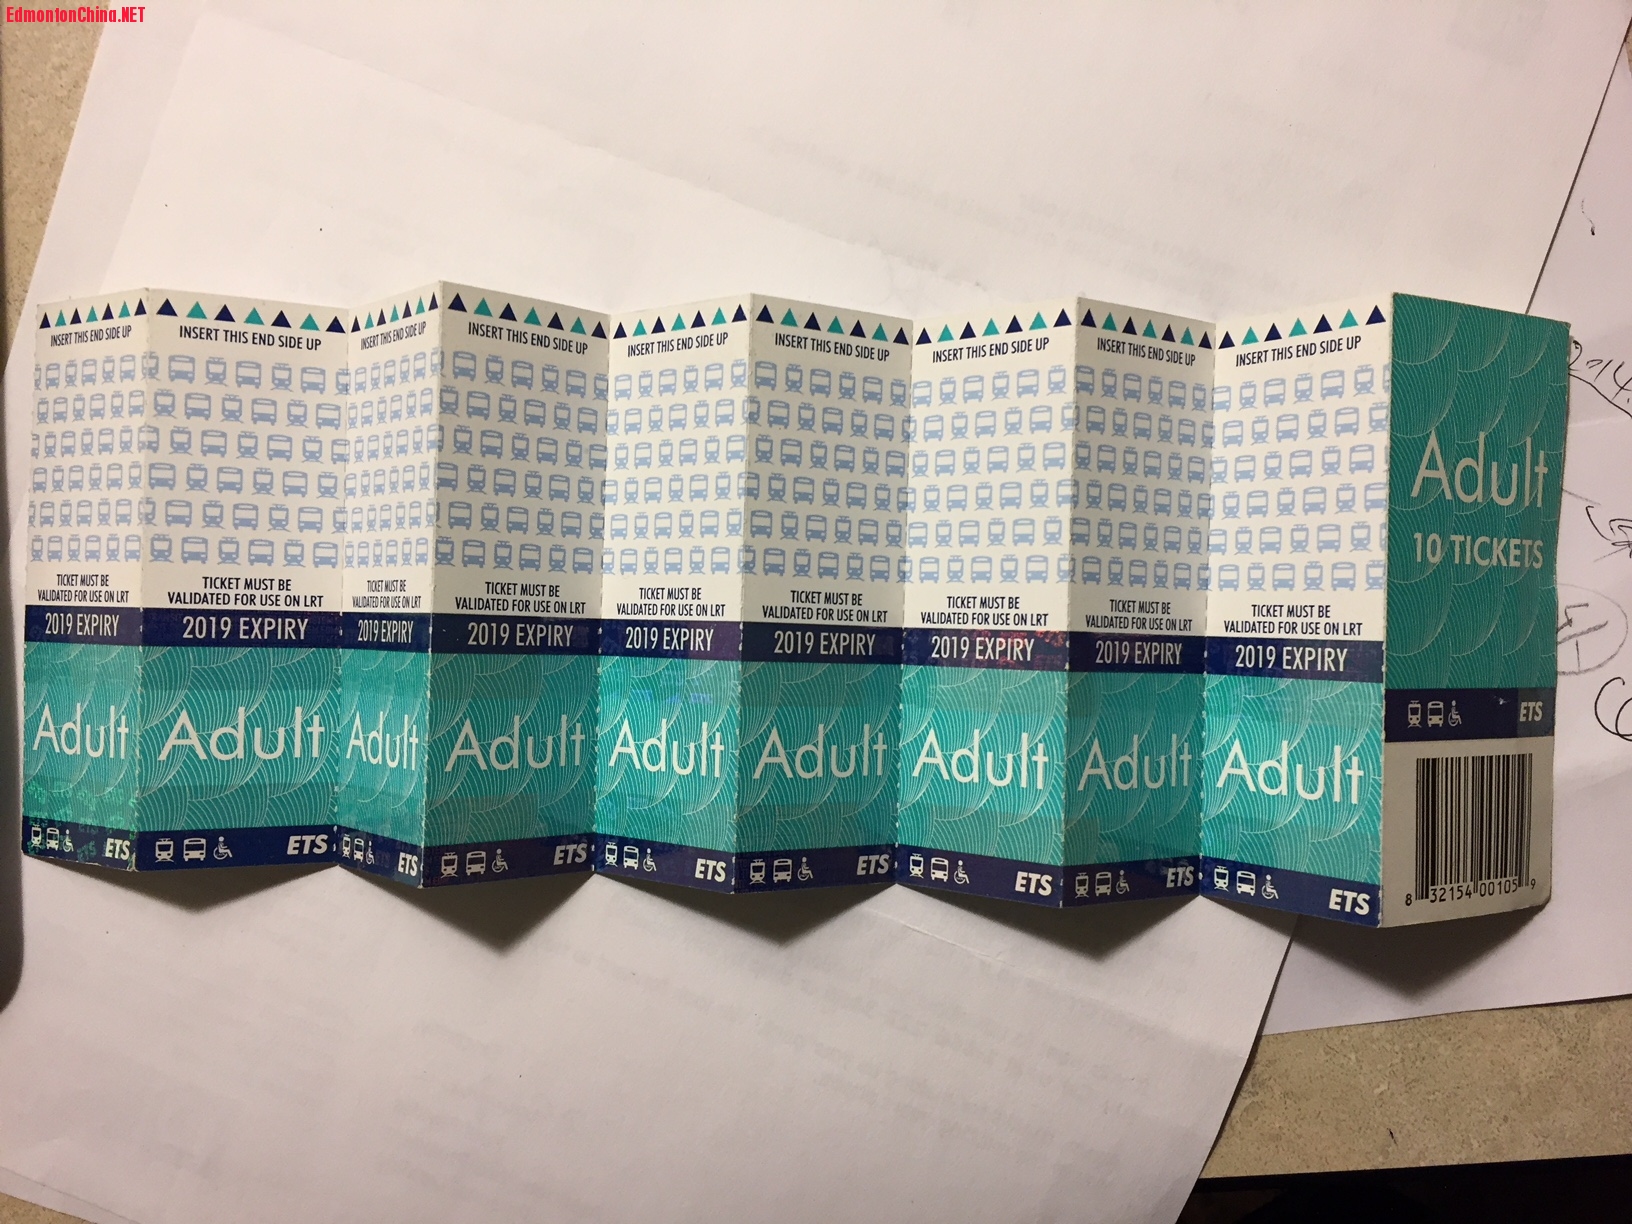 EdmontonChina.NET
INSERT THIS END SIDE UP
TICKET MUST BE
VALIDATED FOR USE ON LRT
2019 EXPIRY
Adult
ETS
INSERT THIS END SIDE UP
TICKET MUST BE
VALIDATED FOR USE ON LRT
2019 EXPIRY
Adult
ETS
INSERT THIS END SIDE UP
TICKET MUST BE
VALIDATED FOR USE ON LRT
2019 EXPIRY
Adult
ETS
INSERT THIS END SIDE UP
TICKET MUST BE
VALIDATED FOR USE ON LRT
2019 EXPIRY
Adult
ETS
INSERT THIS END SIDE UP
TICKET MUST BE
VALIDATED FOR USE ON LRT
2019 EXPIRY
Adult
ETS
INSERT THIS END SIDE UP
TICKET MUST BE
VALIDATED FOR USE ON LRT
2019 EXPIRY
Adult
ETS
INSERT THIS END SIDE UP
TICKET MUST BE
VALIDATED FOR USE ON LRT
2019 EXPIRY
Adult
ETS
INSERT THIS END SIDE UP
TICKET MUST BE
VALIDATED FOR USE ON LRT
2019 EXPIRY
Adult
ETS
INSERT THIS END SIDE UP
TICKET MUST BE
VALIDATED FOR USE ON LRT
2019 EXPIRY
Adult
ETS
Adult
10 TICKETS
ETS
8 32154 00105 9